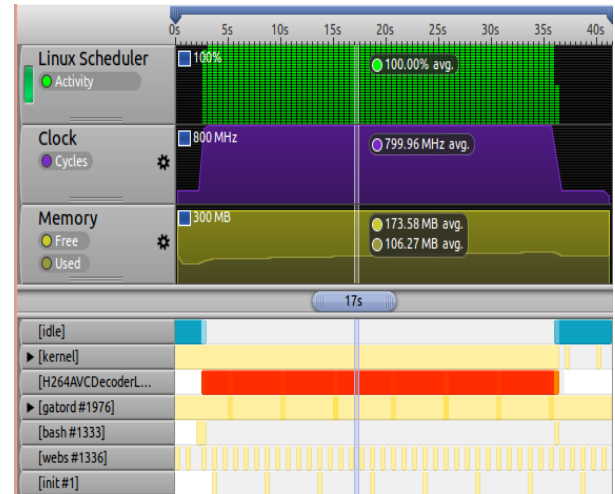 0s 5s 10s 15s 20s 25s 30s 35s 40s
Linux Scheduler
Activity
100%
100.00% avg.
Clock
Cycles
800 MHz
799.96 MHz avg.
Memory
Free
Used
300 MB
173.58 MB avg.
106.27 MB avg.
17s
[idle]
[kernel]
[H264AVCDecoderL...
[gatord #1976]
[bash #1333]
[webs #1336]
[init #1]